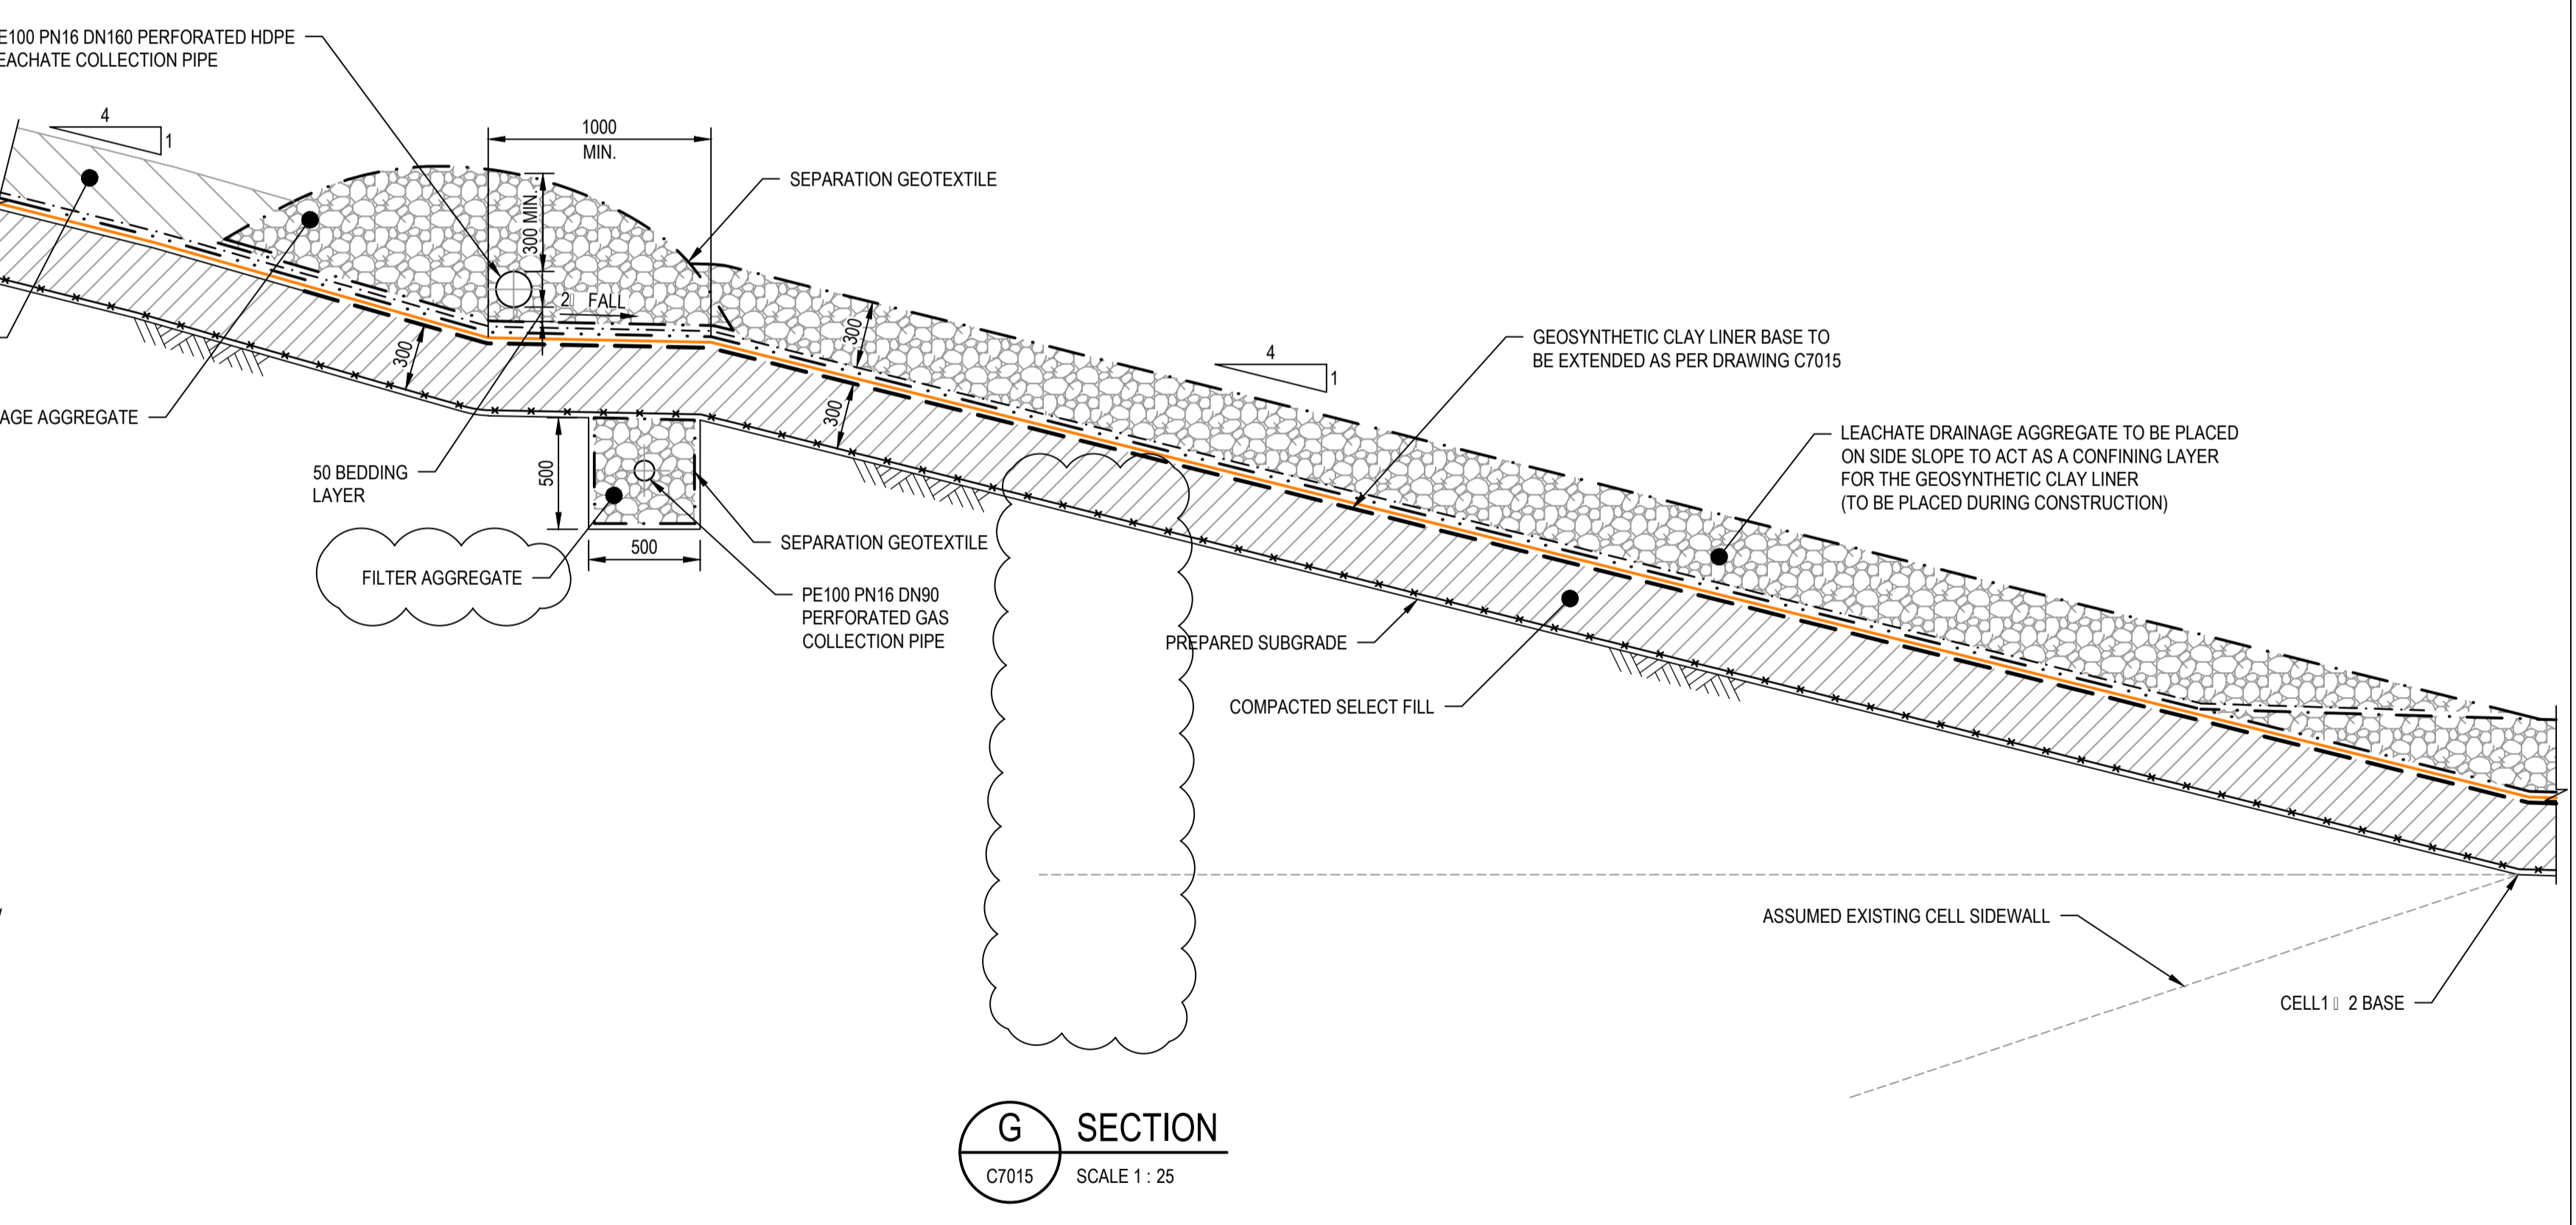 E100 PN16 DN160 PERFORATED HDPE
EACHATE COLLECTION PIPE
4
1
1000
MIN.
SEPARATION GEOTEXTILE
300 MIN.
2 FALL
300
300
300
4
1
GEOSYNTHETIC CLAY LINER BASE TO
BE EXTENDED AS PER DRAWING C7015
AGE AGGREGATE
LEACHATE DRAINAGE AGGREGATE TO BE PLACED
ON SIDE SLOPE TO ACT AS A CONFINING LAYER
FOR THE GEOSYNTHETIC CLAY LINER
(TO BE PLACED DURING CONSTRUCTION)
50 BEDDING
LAYER
500
500
SEPARATION GEOTEXTILE
FILTER AGGREGATE
PE100 PN16 DN90
PERFORATED GAS
COLLECTION PIPE
PREPARED SUBGRADE
COMPACTED SELECT FILL
ASSUMED EXISTING CELL SIDEWALL
CELL1 2 BASE
G
SECTION
C7015
SCALE 1 : 25